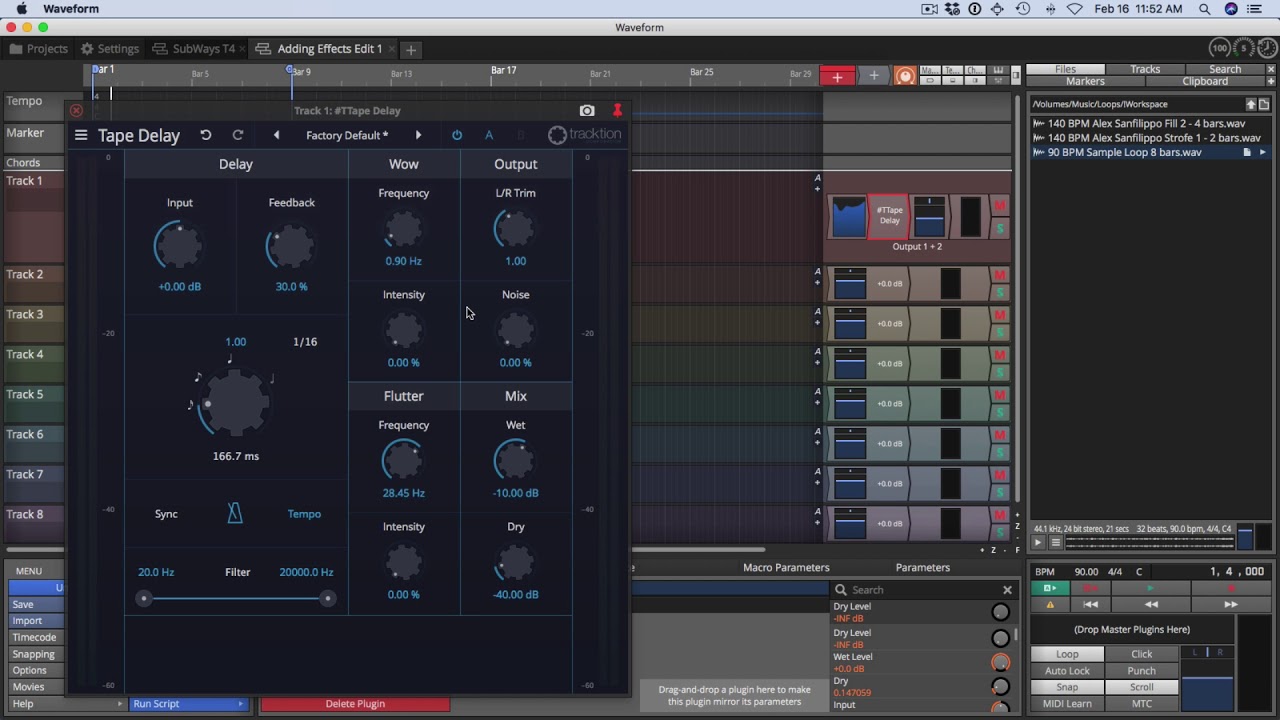 Waveform
Feb 16 11:52 AM
Waveform
Projects
Settings
SubWays T4
Adding Effects Edit 1
100
5
Bar 1
Bar 5
Bar 9
Bar 13
Bar 17
Bar 21
Bar 25
Bar 29
Files
Tracks
Search
Markers
Clipboard
Tempo
4
Marker
Chords
Track 1
Track 2
Track 3
Track 4
Track 5
Track 6
Track 7
Track 8
Track 1: #TTape Delay
Tape Delay
Factory Default *
A
B
tracktion
Delay
Wow
Output
Input
Feedback
Frequency
L/R Trim
+0.00 dB
30.0 %
0.90 Hz
1.00
Intensity
Noise
0.00 %
0.00 %
1.00
1/16
166.7 ms
Flutter
Mix
Frequency
Wet
28.45 Hz
-10.00 dB
Sync
Tempo
Intensity
Dry
20.0 Hz
Filter
20000.0 Hz
0.00 %
-40.00 dB
0
-20
-40
-60
0
-20
-40
-60
#TTape
Delay
Output 1 + 2
M
S
+0.0 dB
M
S
+0.0 dB
M
S
+0.0 dB
M
S
+0.0 dB
M
S
+0.0 dB
M
S
+0.0 dB
M
S
+0.0 dB
M
S
/Volumes/Music/Loops/IWorkspace
140 BPM Alex Sanfilippo Fill 2 - 4 bars.wav
140 BPM Alex Sanfilippo Strofe 1 - 2 bars.wav
90 BPM Sample Loop 8 bars.wav
44.1 kHz, 24 bit stereo, 21 secs
32 beats, 90.0 bpm, 4/4, C4
MENU
Save
Import
Timecode
Snapping
Options
Movies
Help
Run Script
Delete Plugin
Macro Parameters
Parameters
Search
Drag-and-drop a plugin here to make
this plugin mirror its parameters
Dry Level
-INF dB
Dry Level
-INF dB
Wet Level
+0.0 dB
Dry
0.147059
Input
BPM 90.00 4/4 C
1, 4, 000
(Drop Master Plugins Here)
Loop
Click
Auto Lock
Punch
Snap
Scroll
MIDI Learn
MTC
L
R